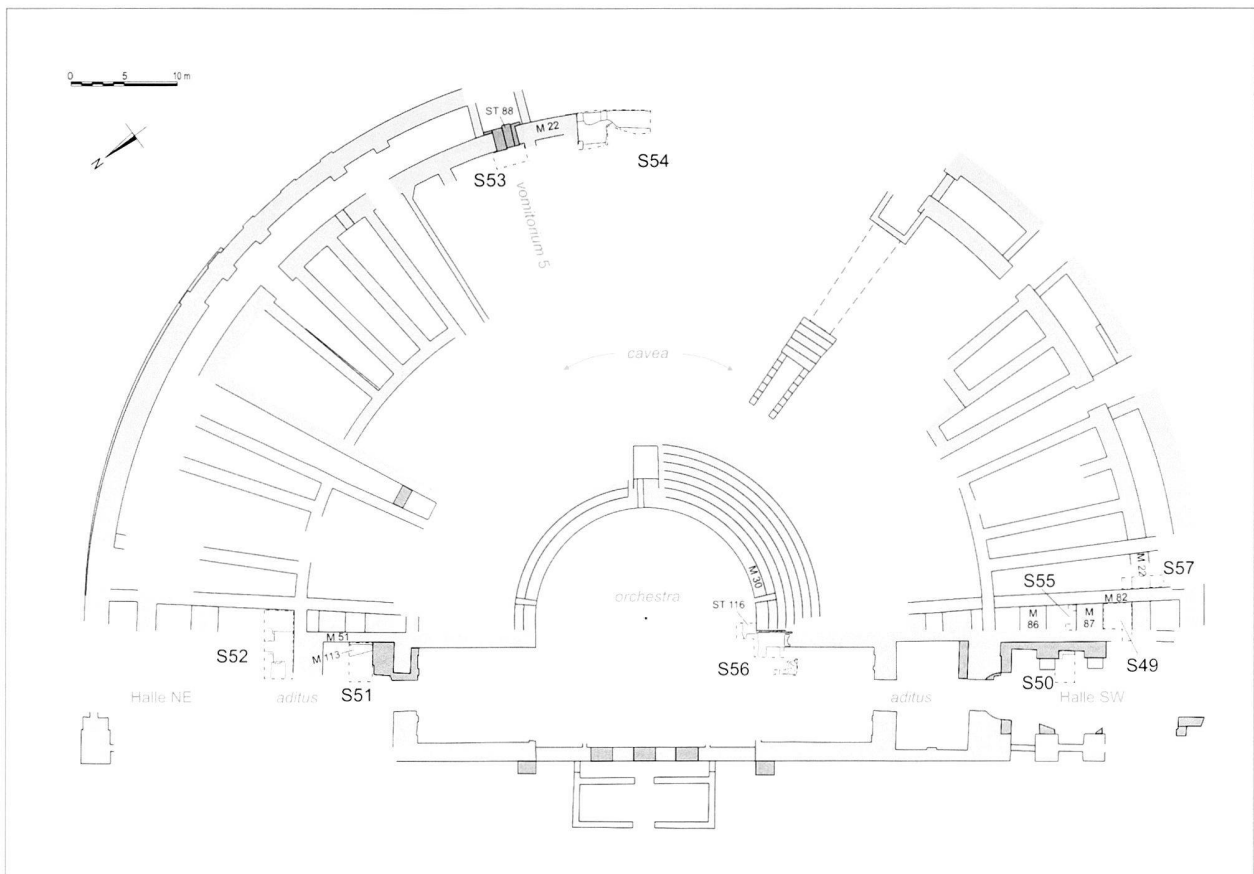 0 5 10 m
N
ST 88
M 22
S53
S54
vomitorium 5
cavea
M 30
orchestra
ST 116
S56
M 22
S57
S55
M 82
M 86
M 87
S49
S50
Halle SW
aditus
M 51
M 113
S52
S51
Halle NE
aditus